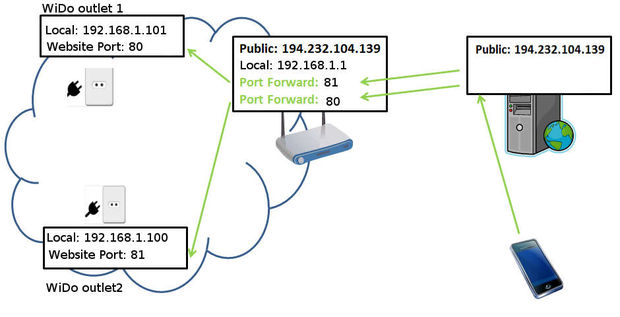 WiDo outlet 1
Local: 192.168.1.101
Website Port: 80
Public: 194.232.104.139
Local: 192.168.1.1
Port Forward: 81
Port Forward: 80
Public: 194.232.104.139
Local: 192.168.1.100
Website Port: 81
WiDo outlet2